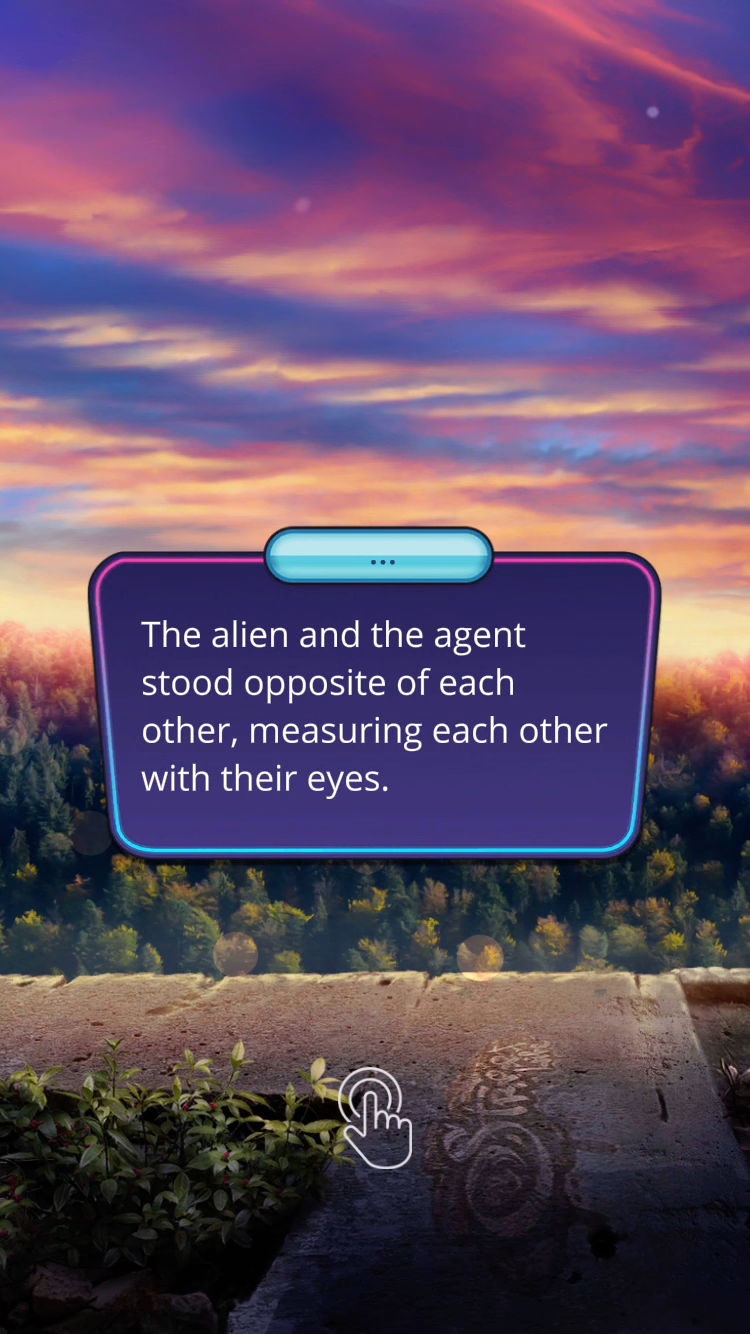 ...
The alien and the agent
stood opposite of each
other, measuring each other
with their eyes.